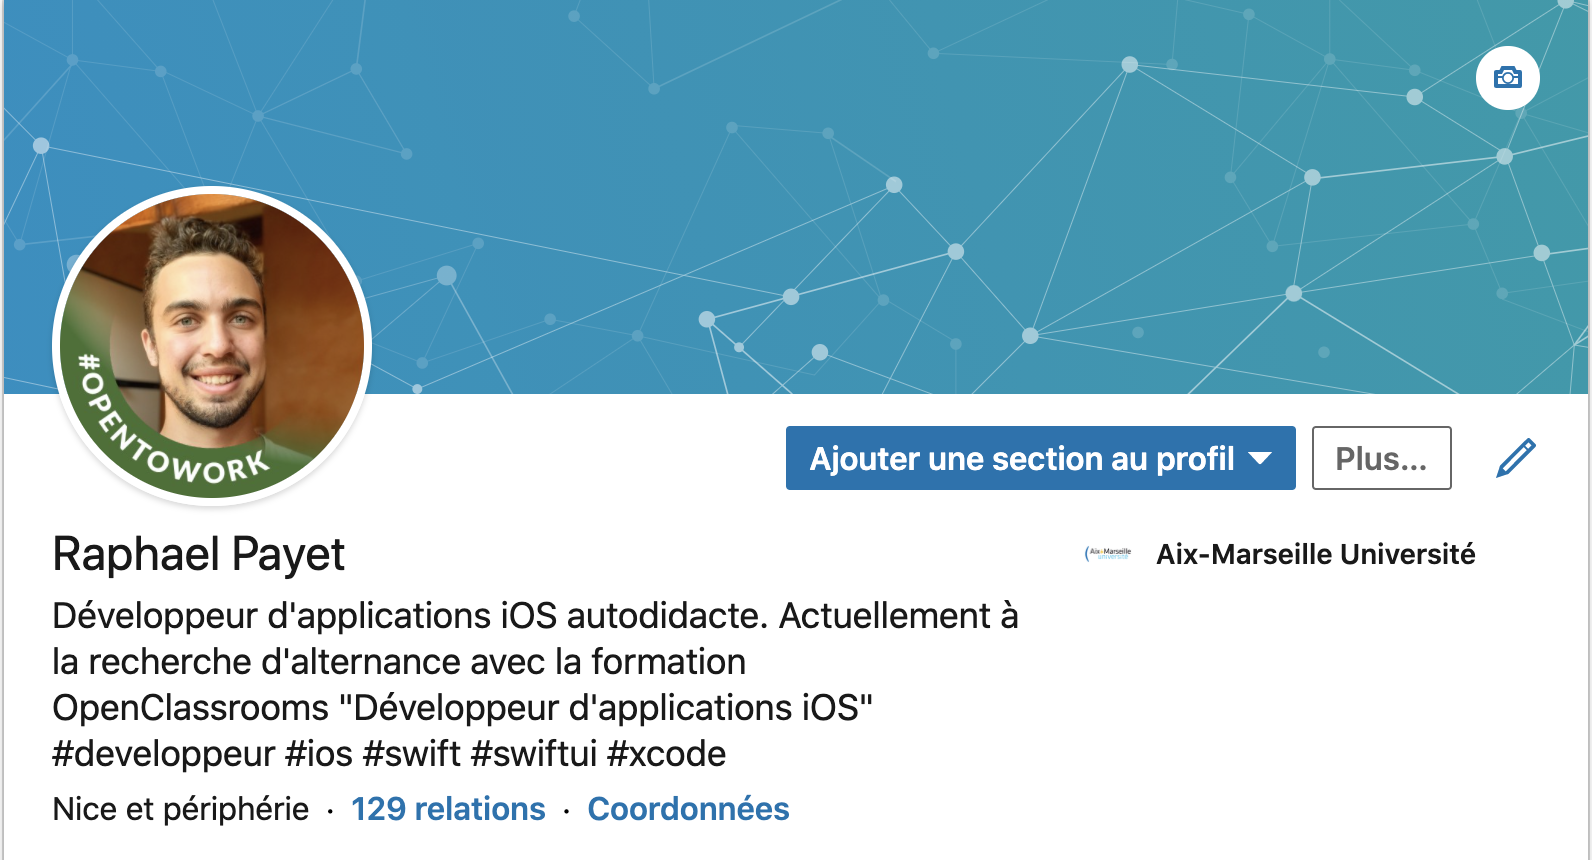 #OPENTOWORK
Ajouter une section au profil
Plus...
Raphael Payet
Aix-Marseille
université
Aix-Marseille Université
Développeur d'applications iOS autodidacte. Actuellement à
la recherche d'alternance avec la formation
OpenClassrooms "Développeur d'applications iOS"
#developpeur #ios #swift #swiftui #xcode
Nice et périphérie · 129 relations · Coordonnées